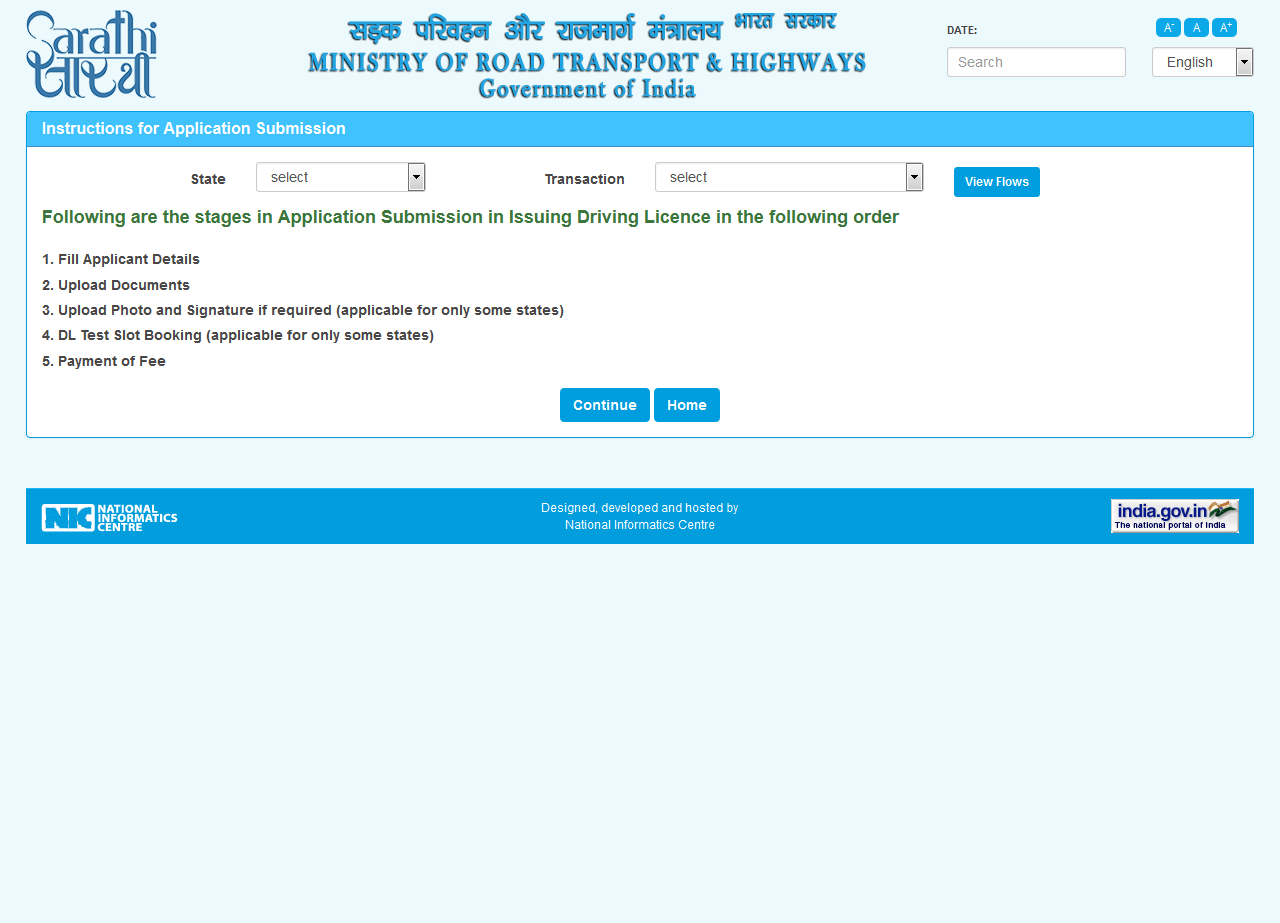 Sarathi
सारथी
सड़क परिवहन और राजमार्ग मंत्रालय भारत सरकार
MINISTRY OF ROAD TRANSPORT & HIGHWAYS
Government of India
DATE:
A- A A+
Search
English
Instructions for Application Submission
State select Transaction select View Flows
Following are the stages in Application Submission in Issuing Driving Licence in the following order
1. Fill Applicant Details
2. Upload Documents
3. Upload Photo and Signature if required (applicable for only some states)
4. DL Test Slot Booking (applicable for only some states)
5. Payment of Fee
Continue Home
NIC NATIONAL
INFORMATICS
CENTRE
Designed, developed and hosted by
National Informatics Centre
india.gov.in
The national portal of India